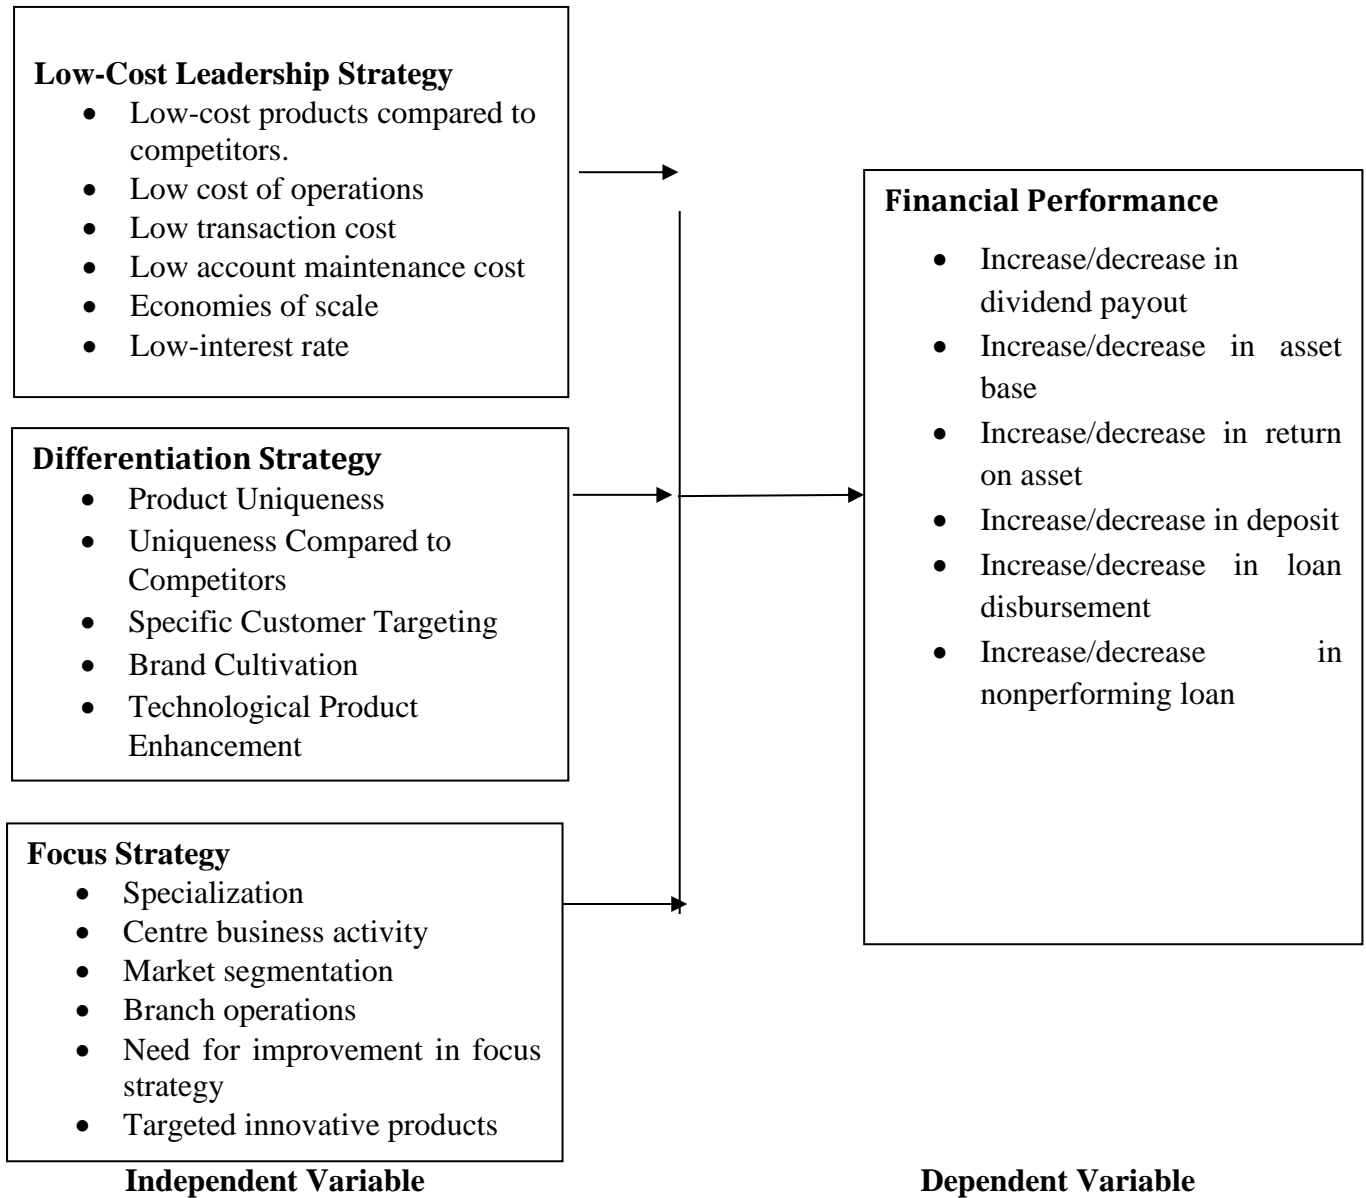 Low-Cost Leadership Strategy
• Low-cost products compared to
competitors.
• Low cost of operations
• Low transaction cost
• Low account maintenance cost
• Economies of scale
• Low-interest rate
Differentiation Strategy
• Product Uniqueness
• Uniqueness Compared to
Competitors
• Specific Customer Targeting
• Brand Cultivation
• Technological Product
Enhancement
Focus Strategy
• Specialization
• Centre business activity
• Market segmentation
• Branch operations
• Need for improvement in focus
strategy
• Targeted innovative products
Independent Variable
Financial Performance
• Increase/decrease in
dividend payout
• Increase/decrease in asset
base
• Increase/decrease in return
on asset
• Increase/decrease in deposit
• Increase/decrease in loan
disbursement
• Increase/decrease in
nonperforming loan
Dependent Variable